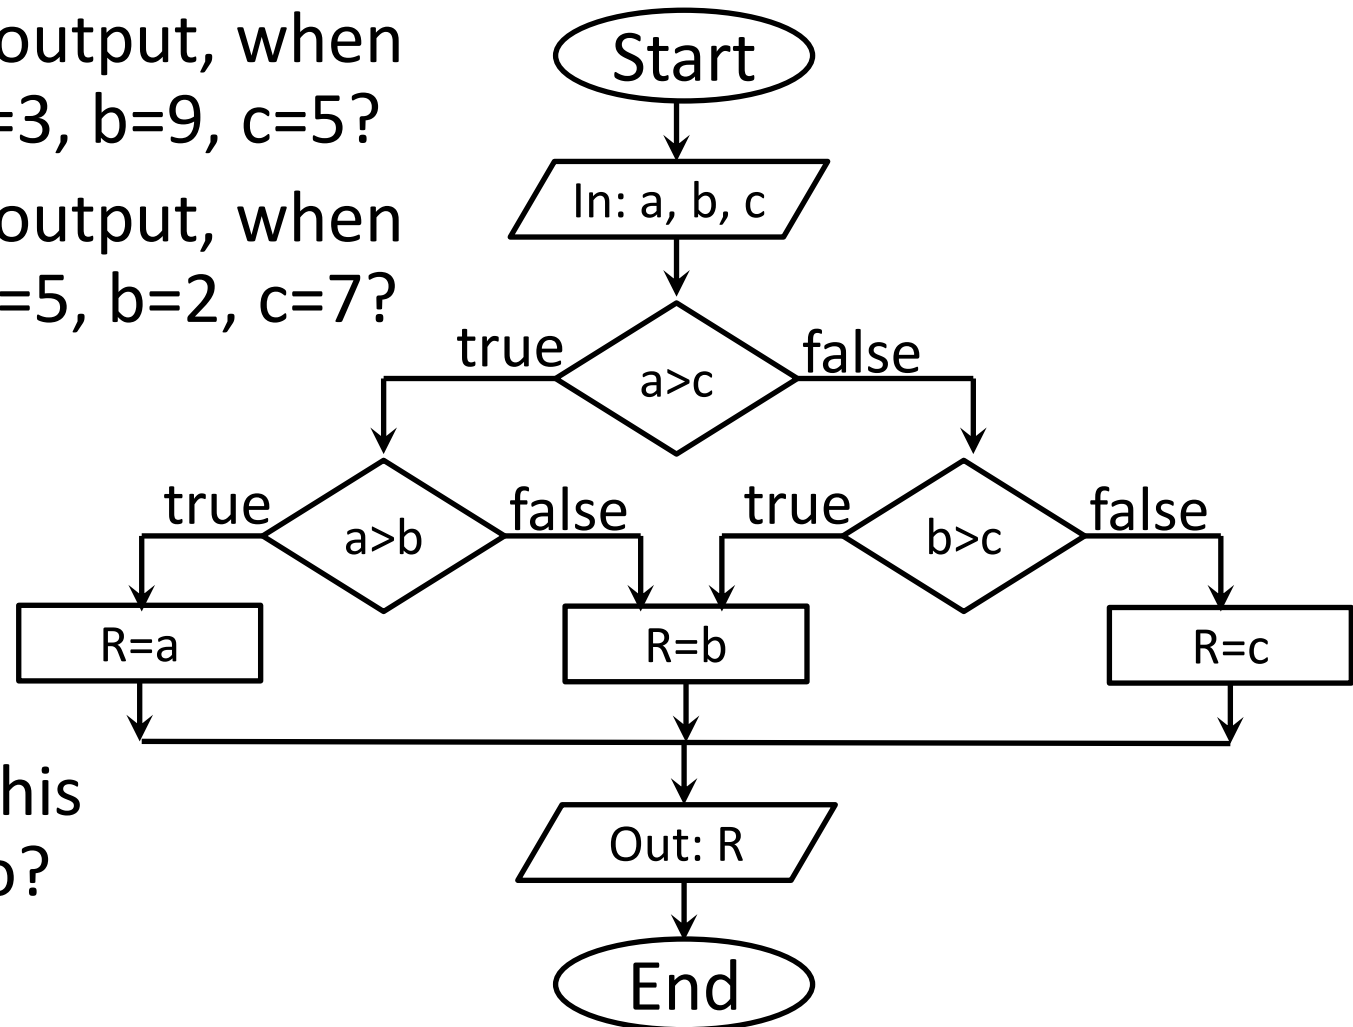 output, when
=3, b=9, c=5?
output, when
=5, b=2, c=7?
Start
In: a, b, c
a>c
true
false
a>b
true
false
b>c
true
false
R=a
R=b
R=c
his
?
Out: R
End